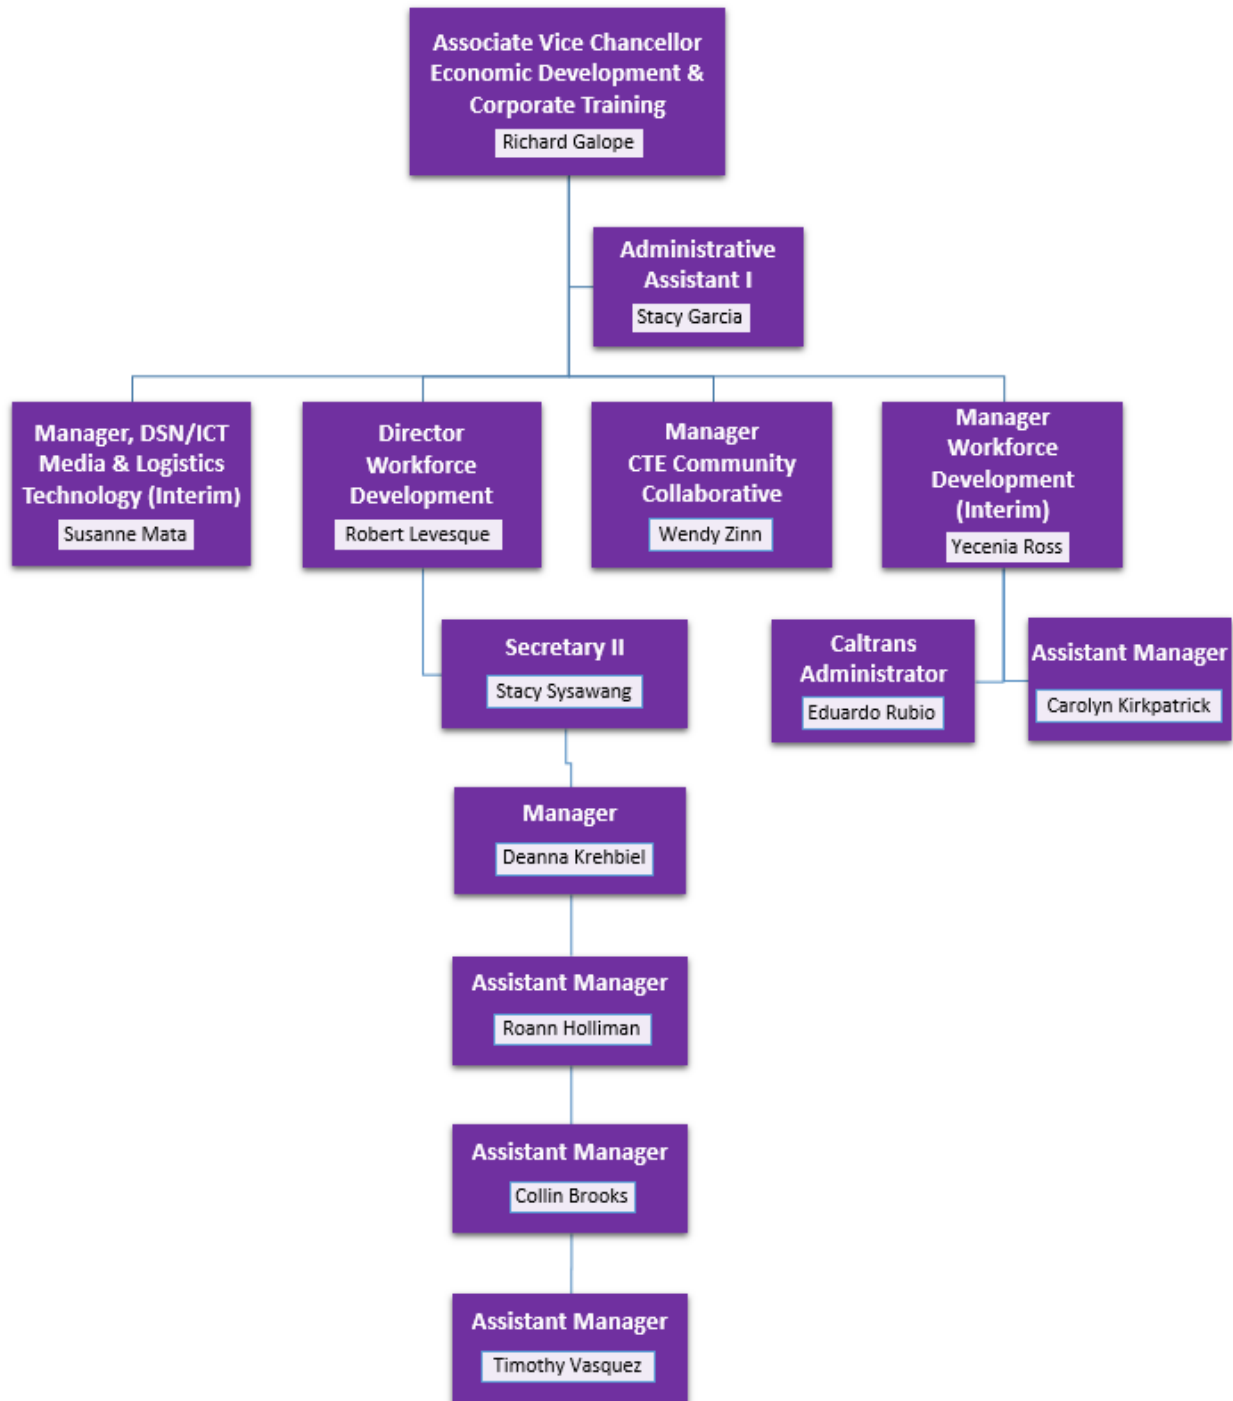 Associate Vice Chancellor
Economic Development &
Corporate Training
Richard Galope
Administrative
Assistant I
Stacy Garcia
Manager, DSN/ICT
Media & Logistics
Technology (Interim)
Susanne Mata
Director
Workforce
Development
Robert Levesque
Manager
CTE Community
Collaborative
Wendy Zinn
Manager
Workforce
Development
(Interim)
Yecenia Ross
Secretary II
Stacy Sysawang
Caltrans
Administrator
Eduardo Rubio
Assistant Manager
Carolyn Kirkpatrick
Manager
Deanna Krehbiel
Assistant Manager
Roann Holliman
Assistant Manager
Collin Brooks
Assistant Manager
Timothy Vasquez